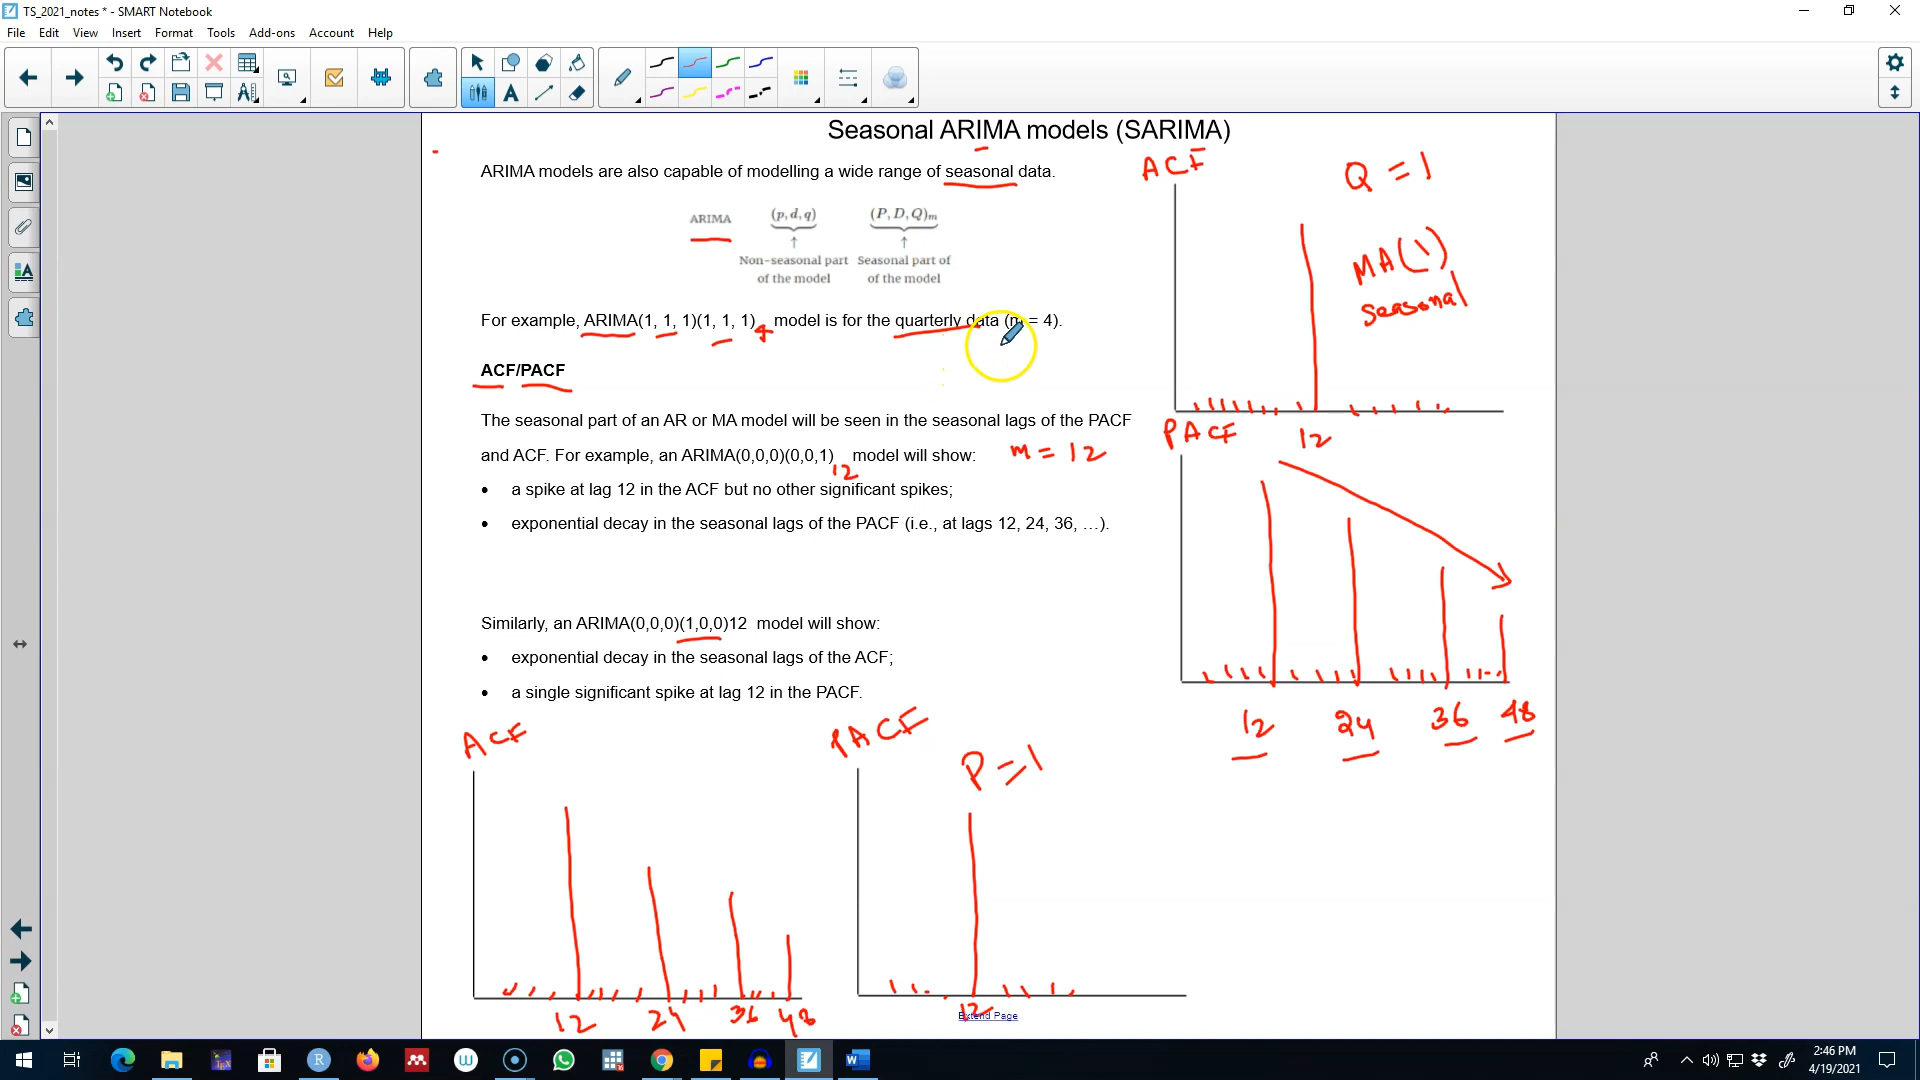 TS_2021_notes * - SMART Notebook
File Edit View Insert Format Tools Add-ons Account Help
Seasonal ARIMA models (SARIMA)
ARIMA models are also capable of modelling a wide range of seasonal data.
ARIMA (p, d, q) (P, D, Q)m
↑ ↑
Non-seasonal part Seasonal part of
of the model of the model
For example, ARIMA(1, 1, 1)(1, 1, 1) 4 model is for the quarterly data (m = 4).
ACF/PACF
The seasonal part of an AR or MA model will be seen in the seasonal lags of the PACF
and ACF. For example, an ARIMA(0,0,0)(0,0,1) 12 model will show: m = 12
• a spike at lag 12 in the ACF but no other significant spikes;
• exponential decay in the seasonal lags of the PACF (i.e., at lags 12, 24, 36, …).
Similarly, an ARIMA(0,0,0)(1,0,0)12 model will show:
• exponential decay in the seasonal lags of the ACF;
• a single significant spike at lag 12 in the PACF.
ACF
Q = 1
MA(1)
seasonal
12
PACF
12 24 36 48
ACF
12 24 36 48
PACF
P = 1
12
Extend Page
2:46 PM
4/19/2021